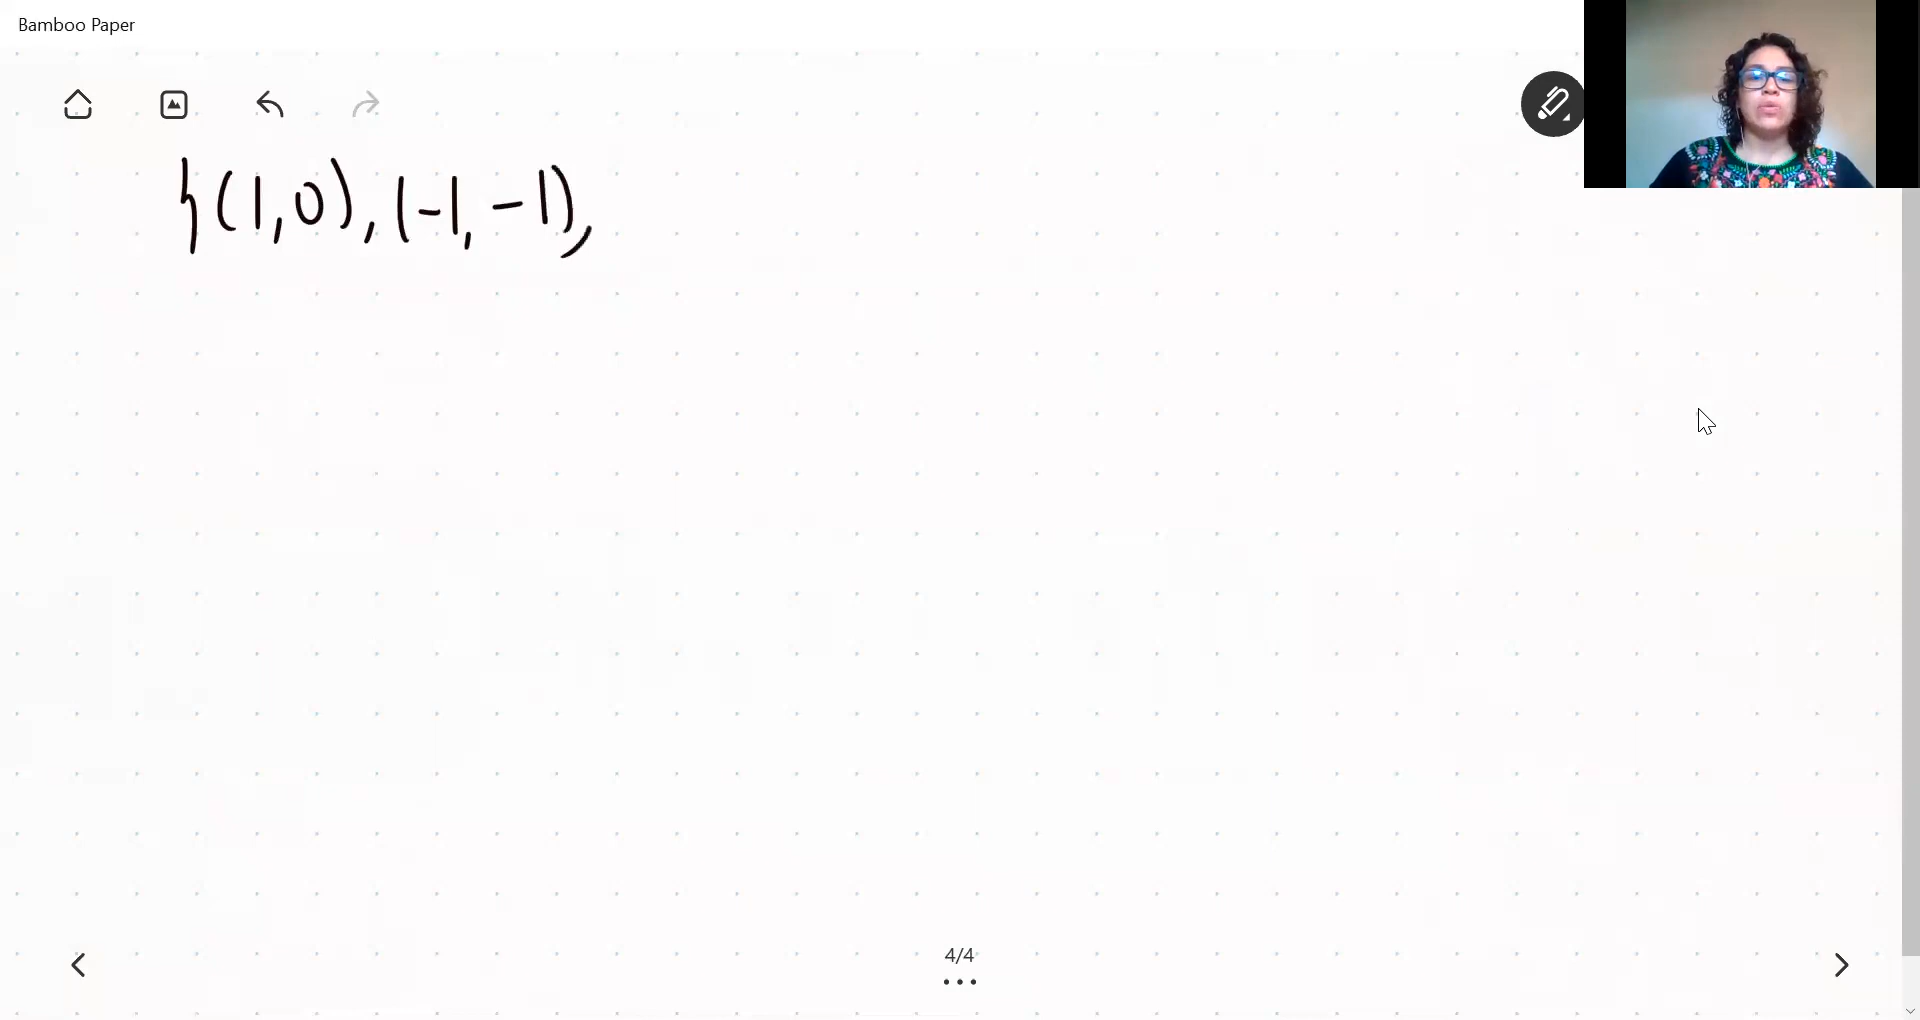 Bamboo Paper
{(1,0), (-1, -1),
4/4